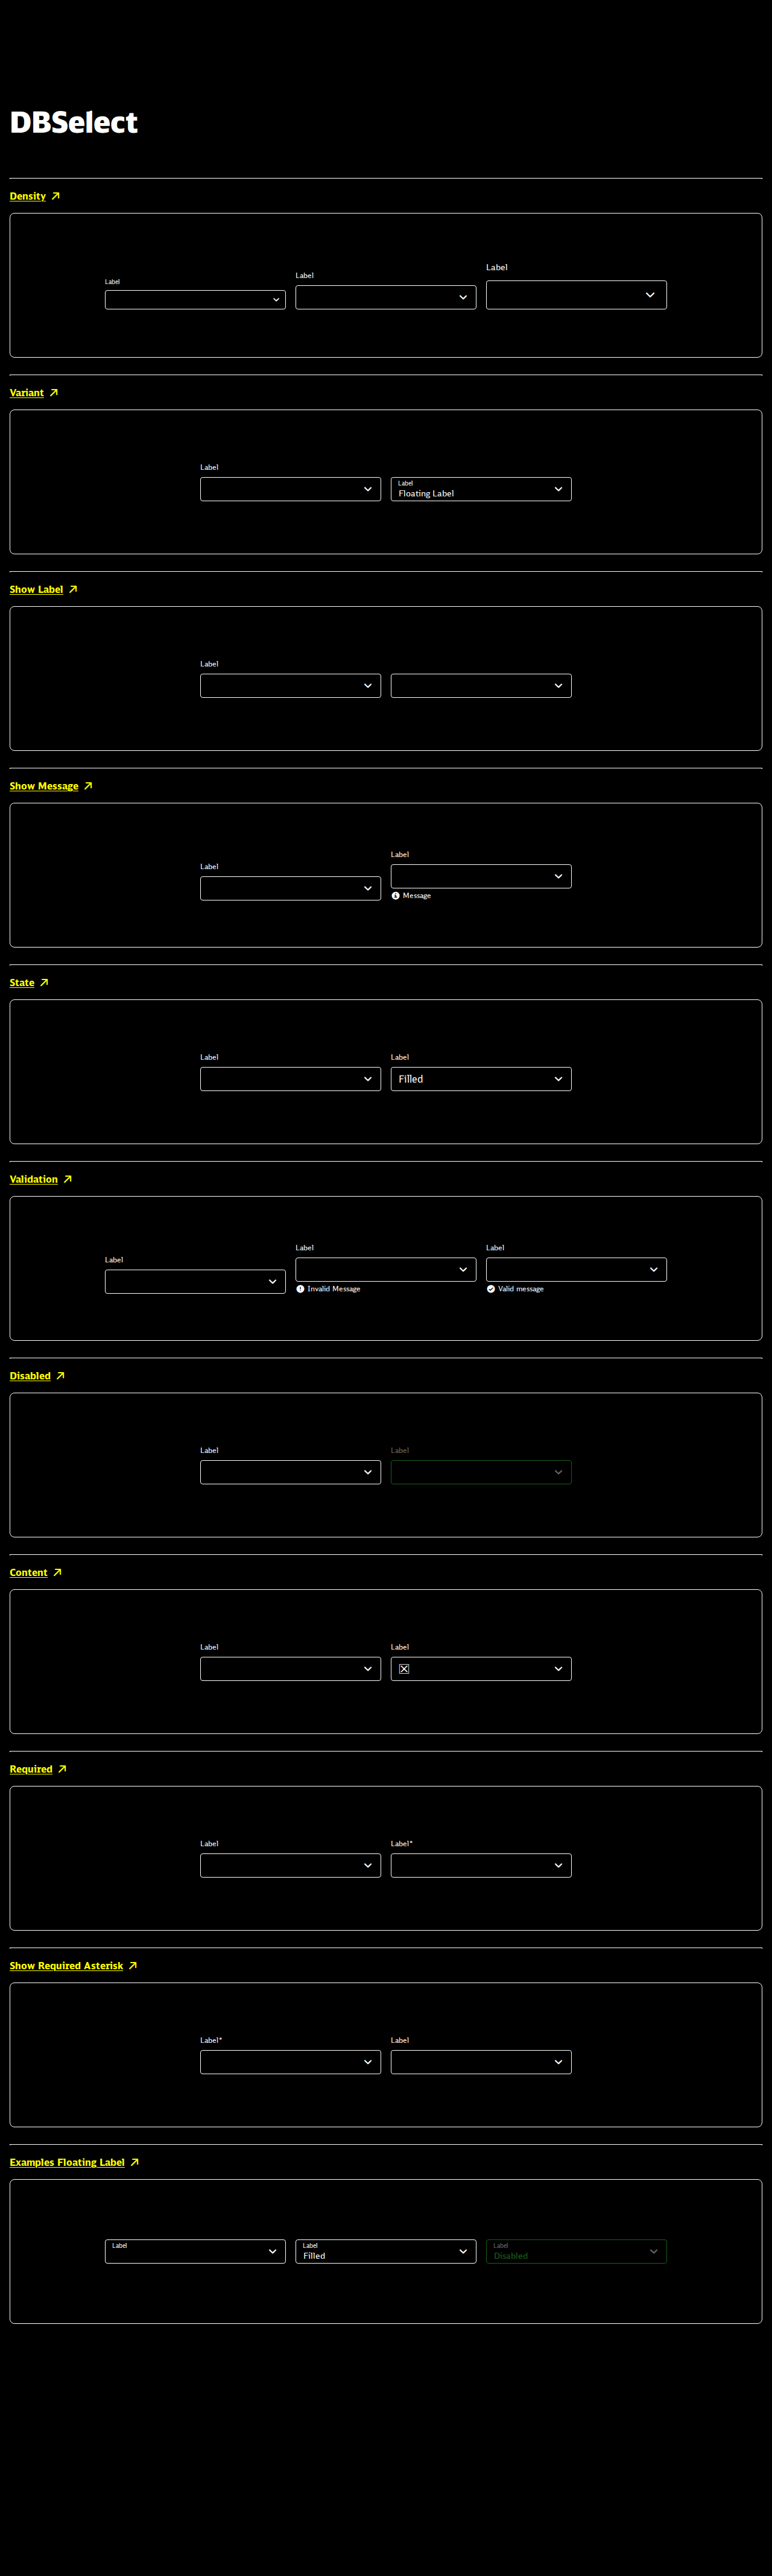 DBSelect
Density
Label
Label
Label
Variant
Label
Label
Floating Label
Show Label
Label
Show Message
Label
Label
Message
State
Label
Label
Filled
Validation
Label
Label
Label
Invalid Message
Valid message
Disabled
Label
Label
Content
Label
Label
Required
Label
Label*
Show Required Asterisk
Label*
Label
Examples Floating Label
Label
Label
Filled
Label
Disabled